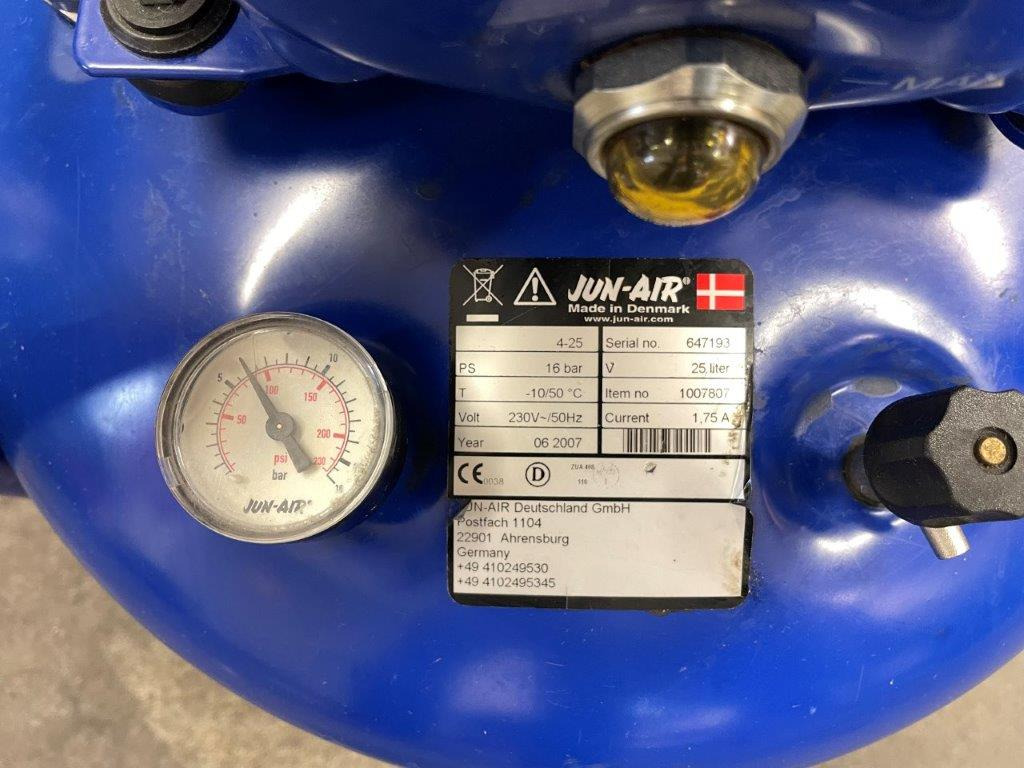 MAX
JUN-AIR®
Made in Denmark
www.jun-air.com
4-25
Serial no. 647193
PS 16 bar
V 25 liter
T -10/50 °C
Item no 1007807
Volt 230V~/50Hz
Current 1,75 A
Year 06 2007
CE 0038
D
JUN-AIR Deutschland GmbH
Postfach 1104
22901 Ahrensburg
Germany
+49 410249530
+49 4102495345
5 10 16
50 100 150 200 230
psi
bar
JUN-AIR®